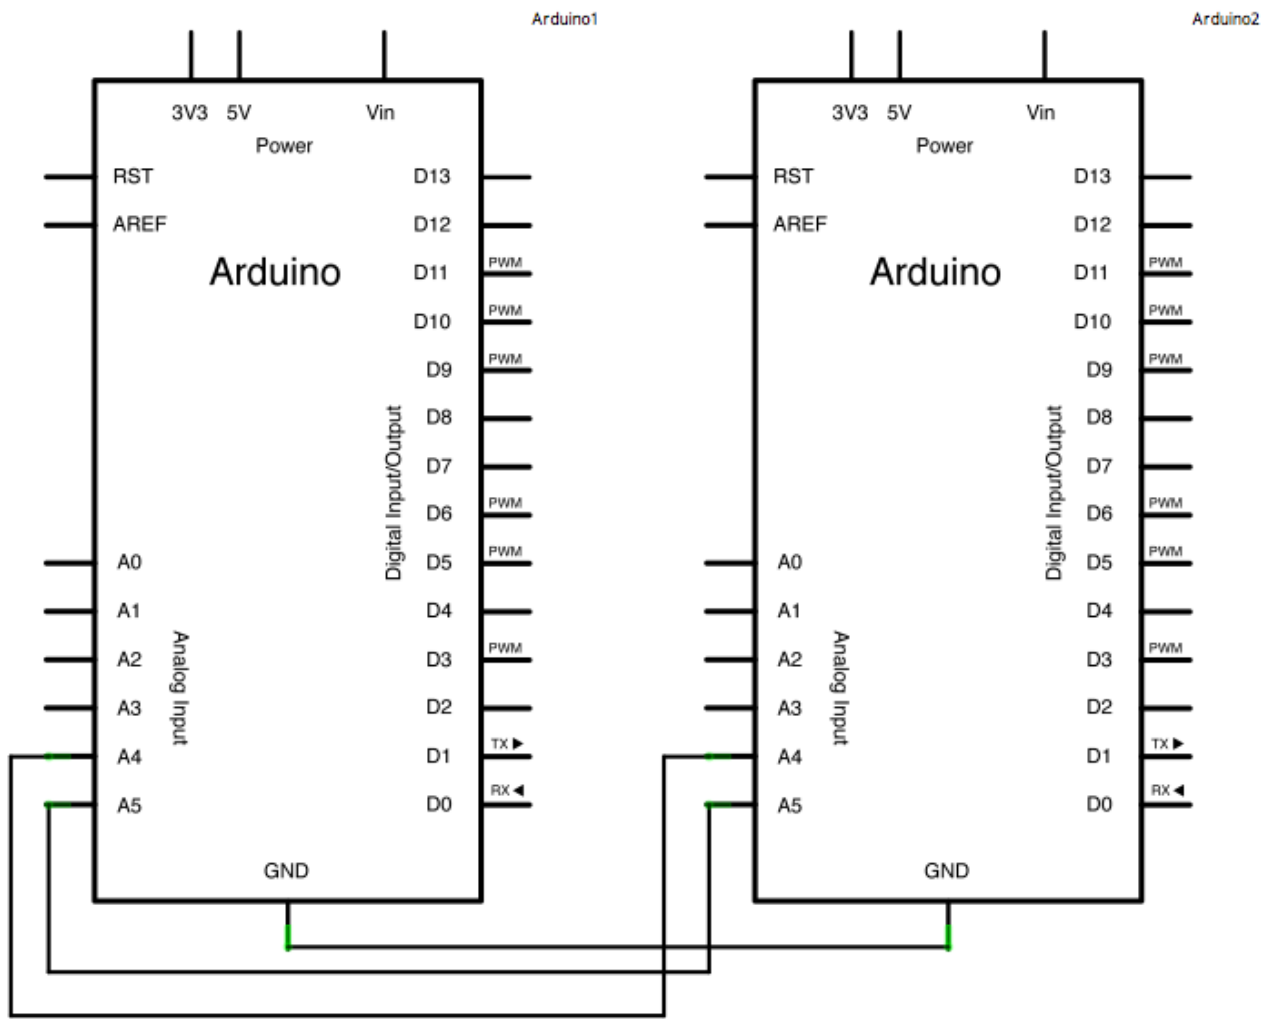 Arduino1
3V3 5V Vin
Power
RST D13
AREF D12
Arduino D11 PWM
D10 PWM
D9 PWM
D8
D7
D6 PWM
A0 D5 PWM
A1 D4
A2 D3 PWM
A3 D2
A4 D1 TX ▶
A5 D0 RX ◀
Digital Input/Output
Analog Input
GND
Arduino2
3V3 5V Vin
Power
RST D13
AREF D12
Arduino D11 PWM
D10 PWM
D9 PWM
D8
D7
D6 PWM
A0 D5 PWM
A1 D4
A2 D3 PWM
A3 D2
A4 D1 TX ▶
A5 D0 RX ◀
Digital Input/Output
Analog Input
GND